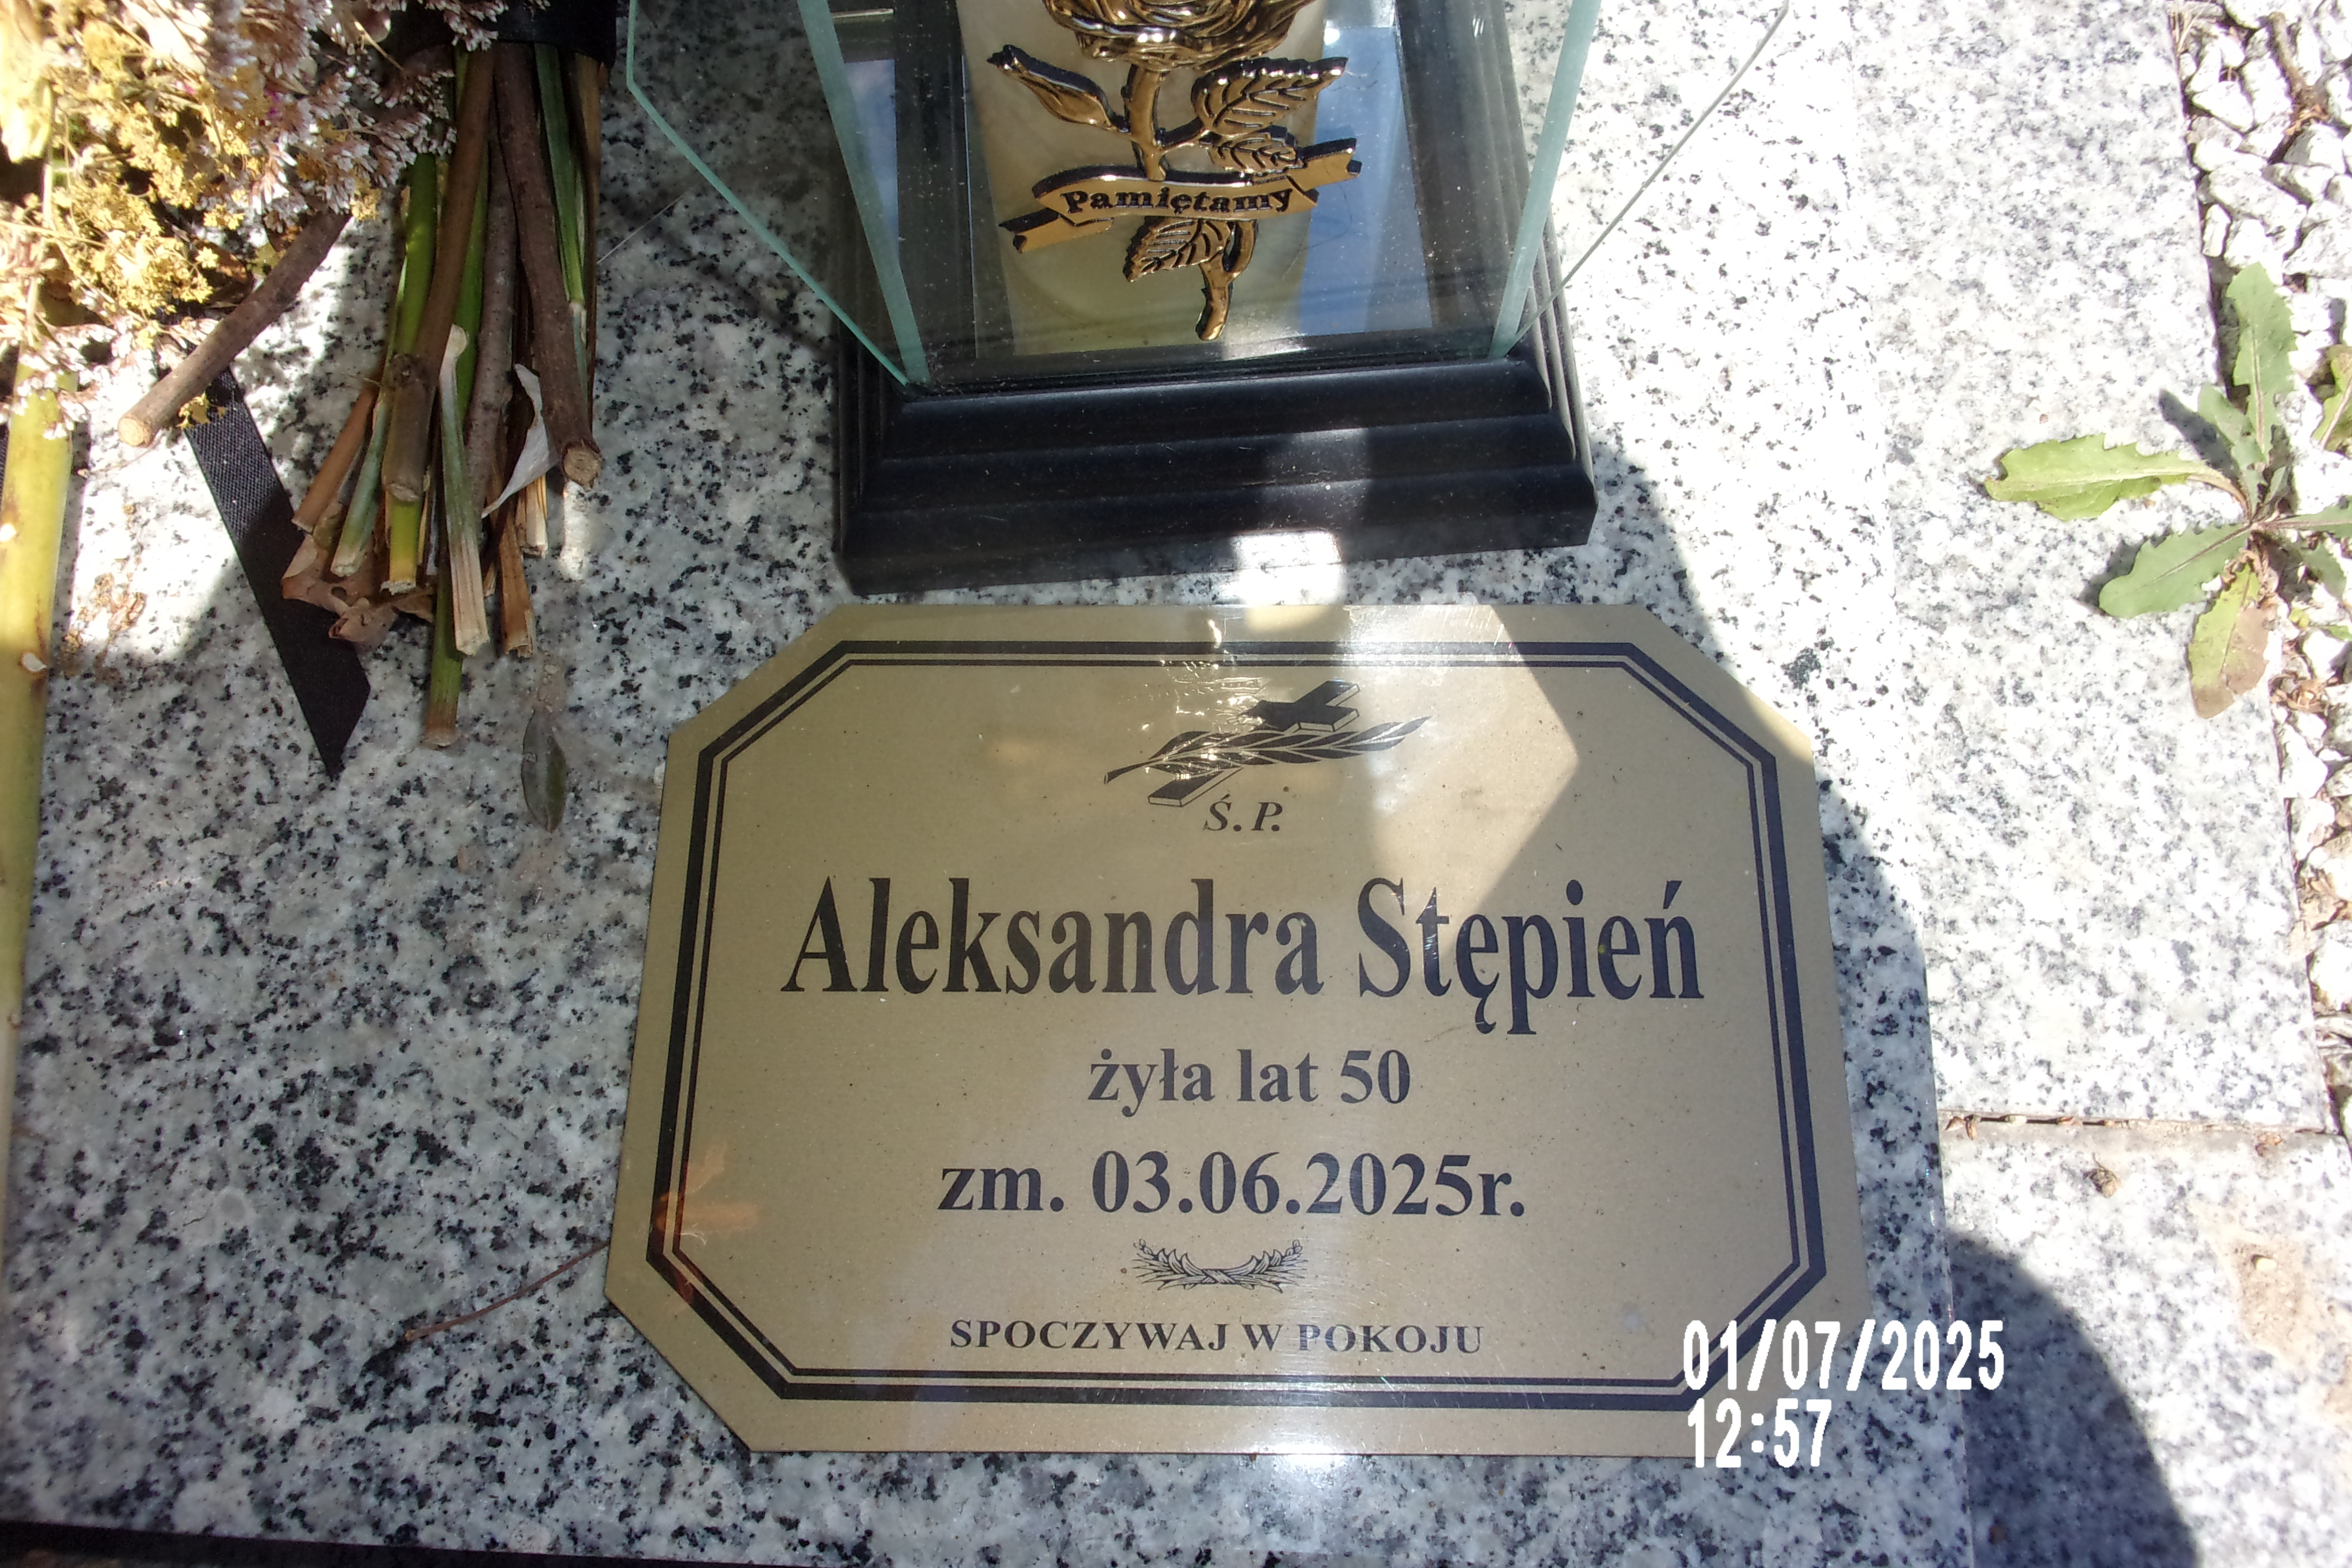 Pamiętamy
Ś. P.
Aleksandra Stępień
żyła lat 50
zm. 03.06.2025r.
SPOCZYWAJ W POKOJU
01/07/2025
12:57